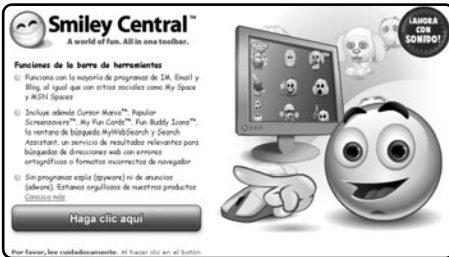 Smiley Central™
A world of fun. All in one toolbar.
¡AHORA
CON
SONIDO!
Funciones de la barra de herramientas
Funciona con la mayoría de programas de IM, Email y
Blog, al igual que con sitios sociales como My Space
y MSN Spaces
Incluye además Cursor Mania™, Popular
Screensavers™, My Fun Cards™, Fun Buddy Icons™,
la ventana de búsqueda MyWebSearch y Search
Assistant, un servicio de resultados relevantes para
búsquedas de direcciones web con errores
ortográficos o formatos incorrectos de navegador
Sin programas espía (spyware) ni de anuncios
(adware). Estamos orgullosos de nuestros productos
Conozca más
Haga clic aquí
Por favor, lee cuidadosamente. Al hacer clic en el botón